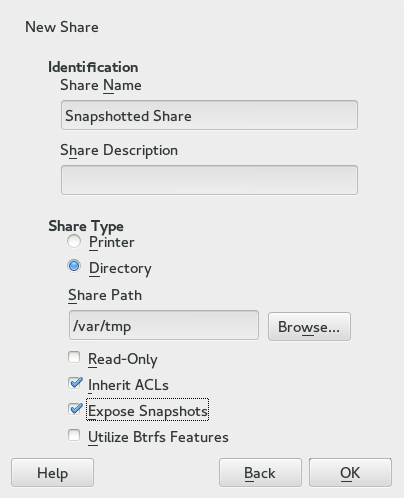 New Share
Identification
Share Name
Snapshotted Share
Share Description
Share Type
Printer
Directory
Share Path
/var/tmp
Browse...
Read-Only
Inherit ACLs
Expose Snapshots
Utilize Btrfs Features
Help
Back
OK